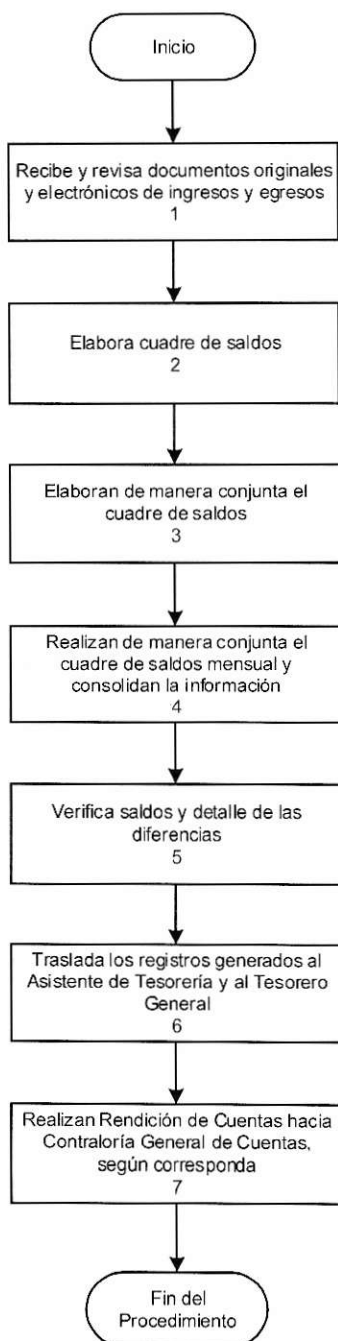 Inicio
Recibe y revisa documentos originales
y electrónicos de ingresos y egresos
1
Elabora cuadre de saldos
2
Elaboran de manera conjunta el
cuadre de saldos
3
Realizan de manera conjunta el
cuadre de saldos mensual y
consolidan la información
4
Verifica saldos y detalle de las
diferencias
5
Traslada los registros generados al
Asistente de Tesorería y al Tesorero
General
6
Realizan Rendición de Cuentas hacia
Contraloría General de Cuentas,
según corresponda
7
Fin del
Procedimiento